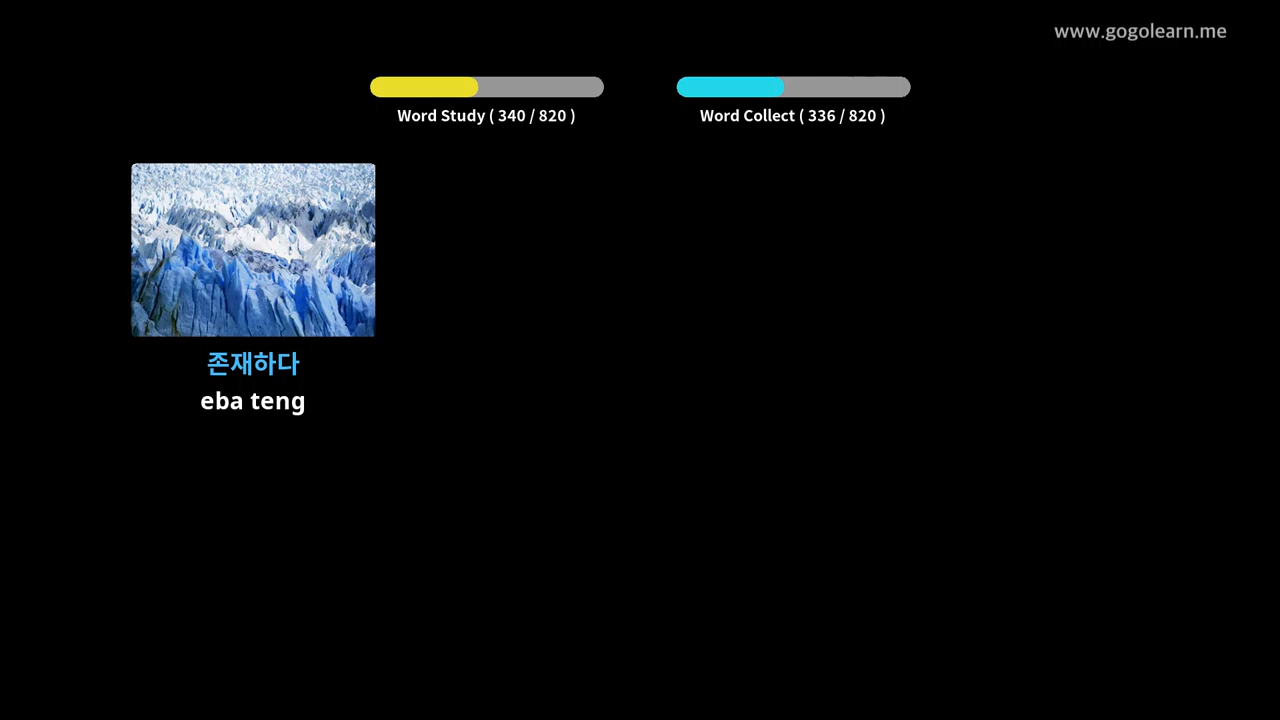 www.gogolearn.me
Word Study ( 340 / 820 )
Word Collect ( 336 / 820 )
존재하다
eba teng